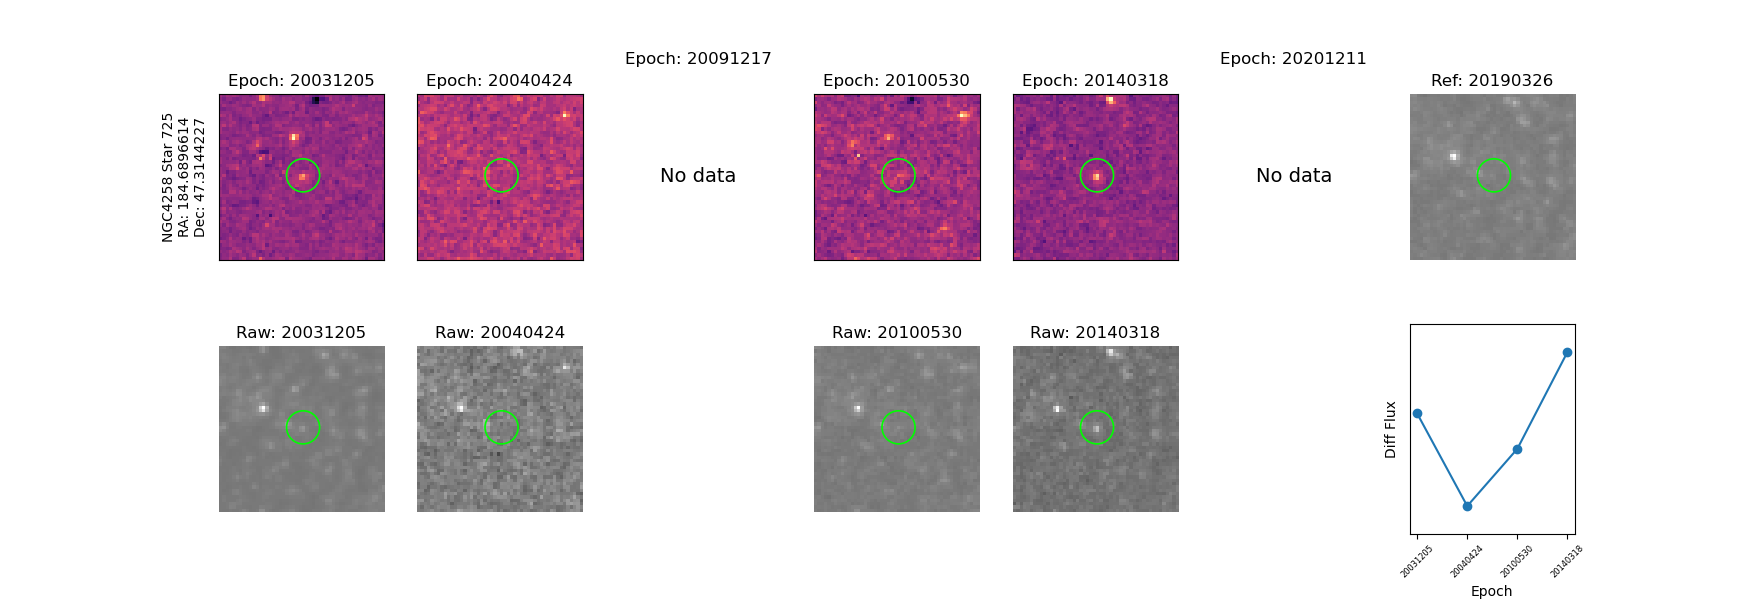 Epoch: 20091217
Epoch: 20201211
Epoch: 20031205
Epoch: 20040424
Epoch: 20100530
Epoch: 20140318
Ref: 20190326
NGC4258 Star 725
RA: 184.6896614
Dec: 47.3144227
No data
No data
Raw: 20031205
Raw: 20040424
Raw: 20100530
Raw: 20140318
Diff Flux
20031205
20040424
20100530
20140318
Epoch